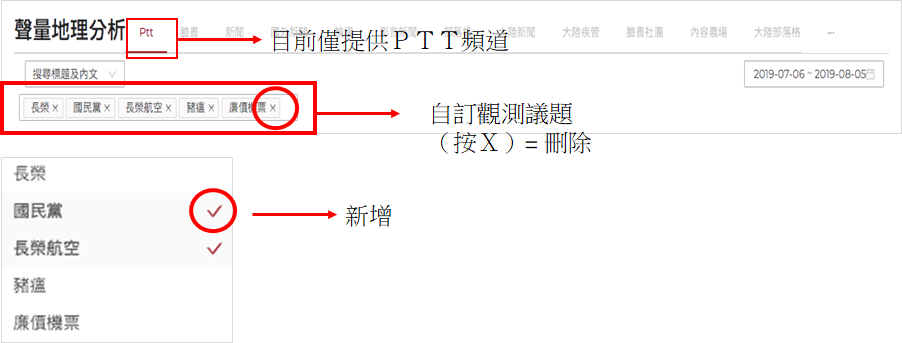 聲量地理分析 Ptt 臉書 新聞 大陸新聞 大陸疾管 臉書社團 內容農場 大陸部落格 ...
目前僅提供ＰＴＴ頻道
搜尋標題及內文 2019-07-06 ~ 2019-08-05
長榮 × 國民黨 × 長榮航空 × 豬瘟 × 廉價機票 ×
自訂觀測議題
（按Ｘ）= 刪除
長榮
國民黨
新增
長榮航空
豬瘟
廉價機票